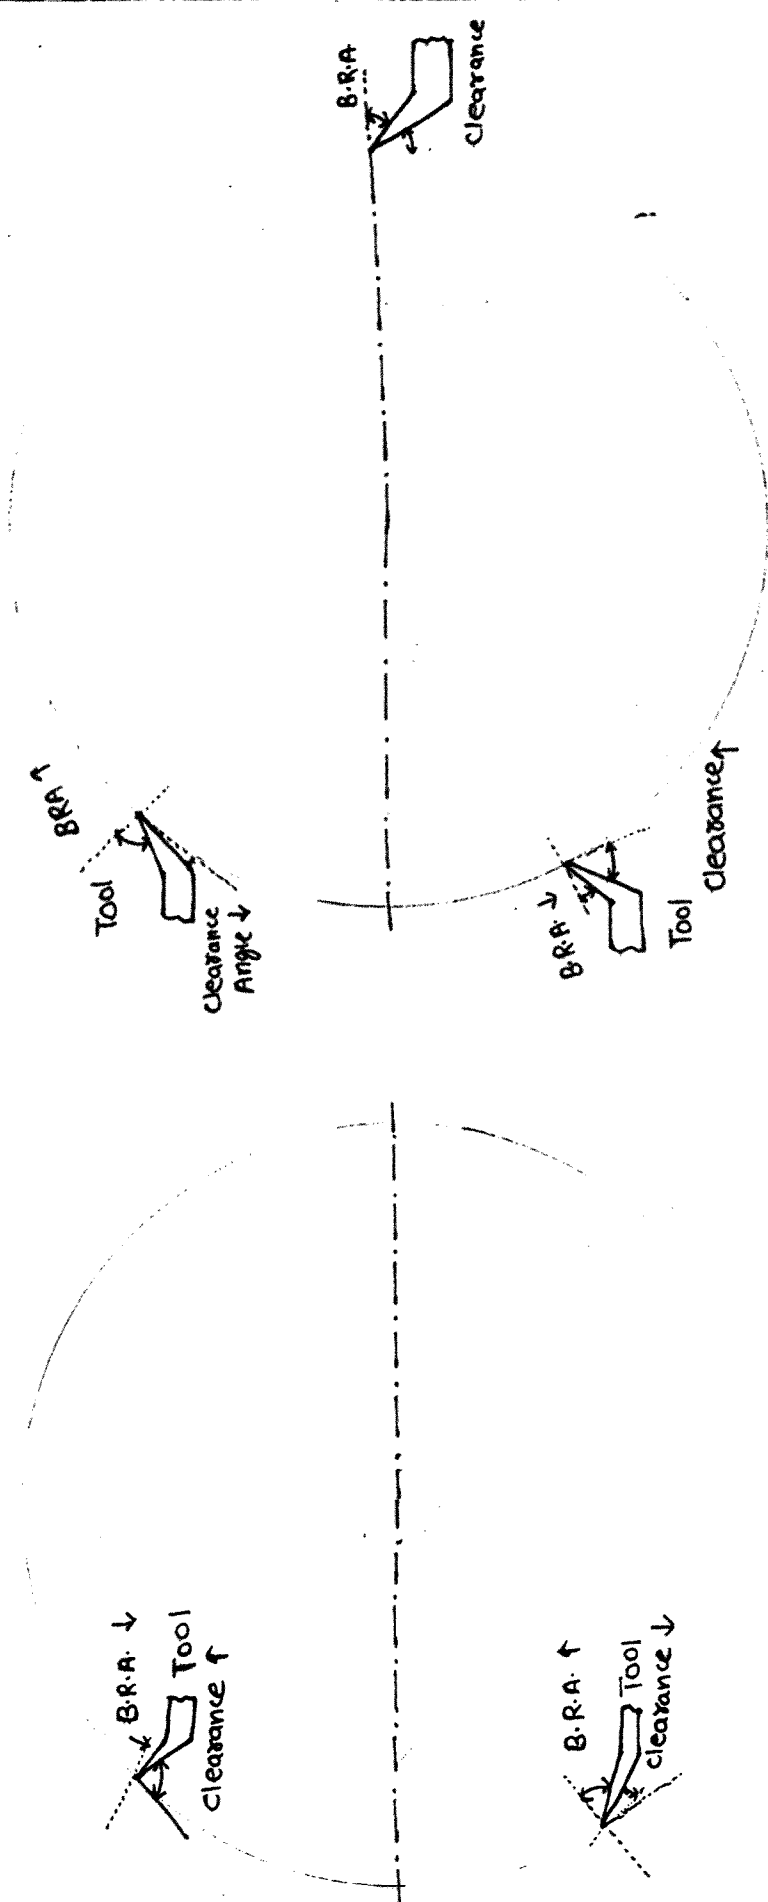 B.R.A
Clearance
BRA ↑
Tool
Clearance
Angle ↓
B.R.A. ↓
Tool
Clearance ↑
B.R.A. ↓
Tool
Clearance ↑
B.R.A. ↑
Tool
Clearance ↓